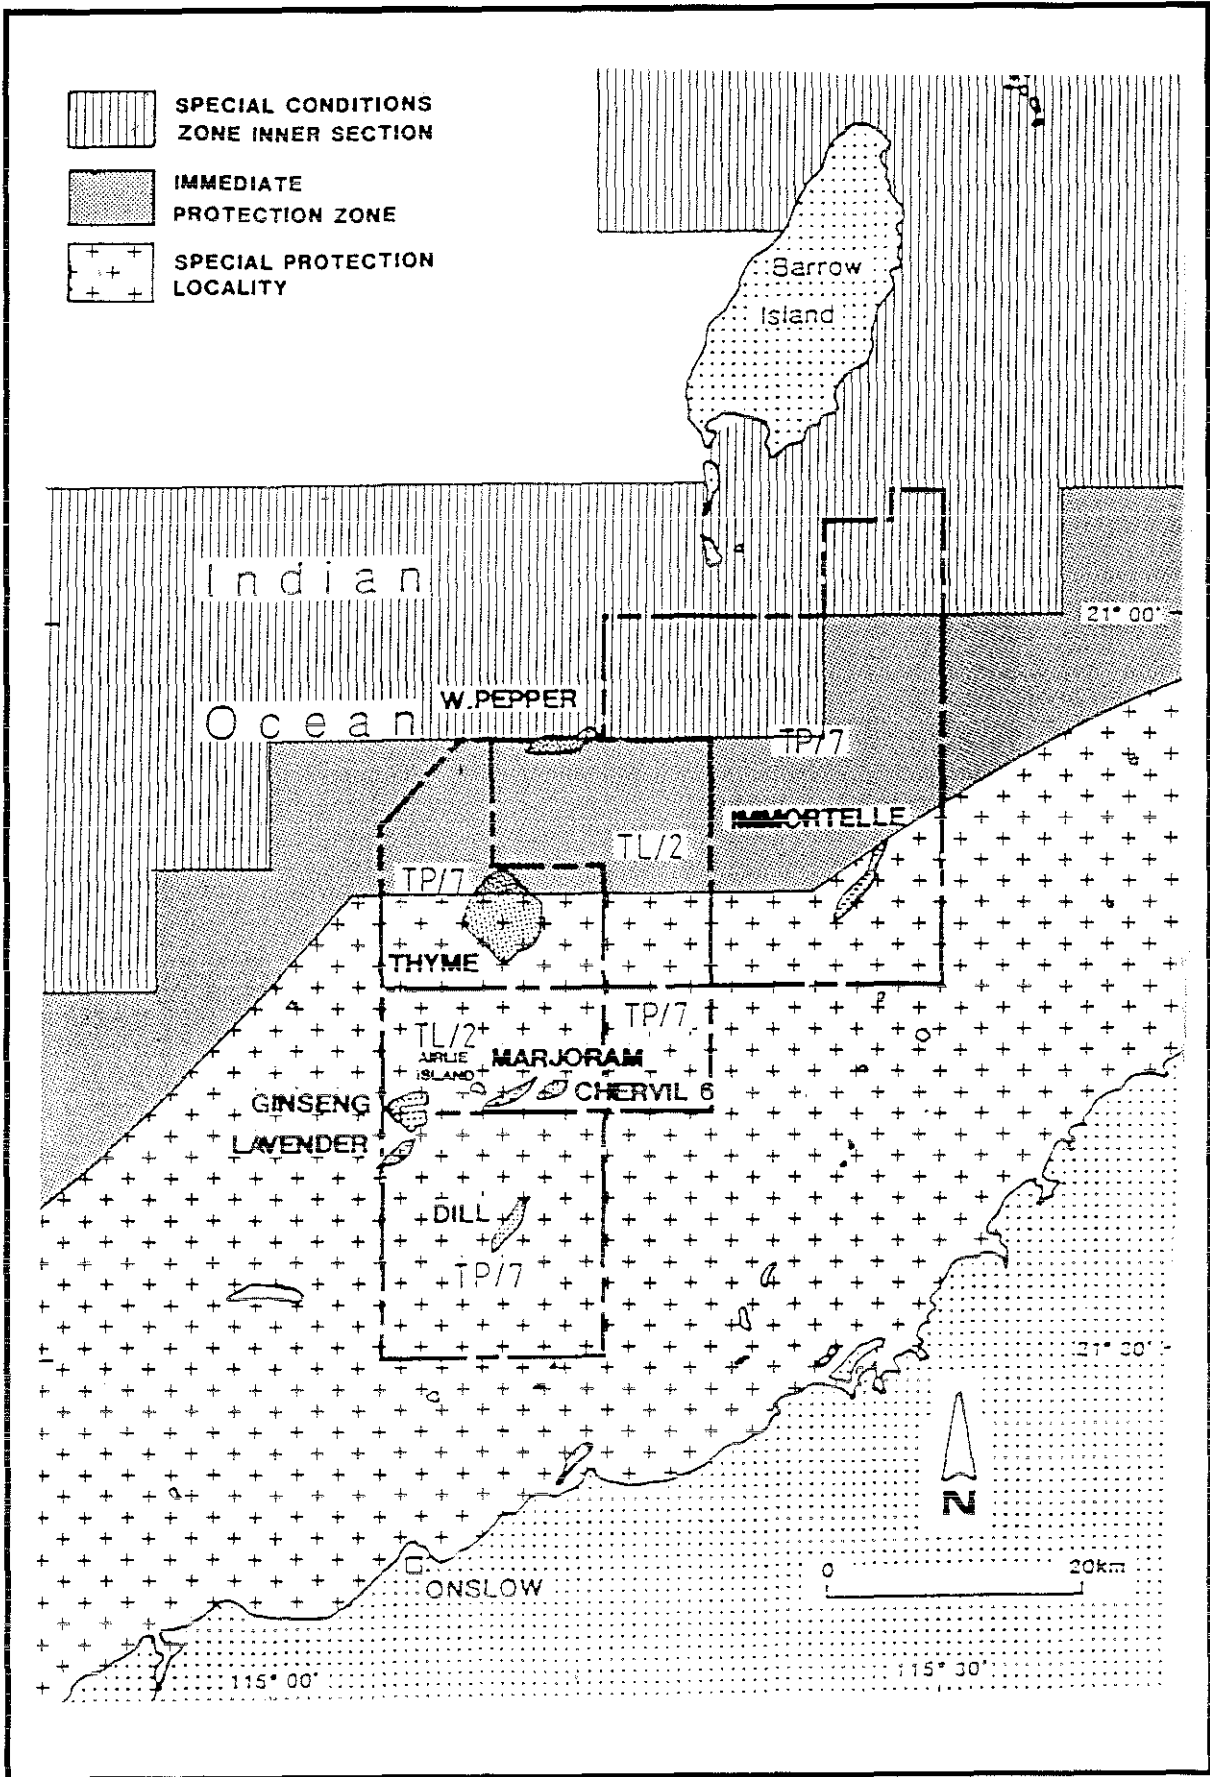 SPECIAL CONDITIONS
ZONE INNER SECTION
IMMEDIATE
PROTECTION ZONE
SPECIAL PROTECTION
LOCALITY
Barrow
Island
Indian
21° 00'
Ocean
W.PEPPER
TP/7
IMMORTELLE
TL/2
TP/7
THYME
TP/7
TL/2
AIRLIE
ISLAND
MARJORAM
GINSENG
CHERVIL 6
LAVENDER
DILL
TP/7
21° 30'
N
0
20km
ONSLOW
115° 00'
115° 30'